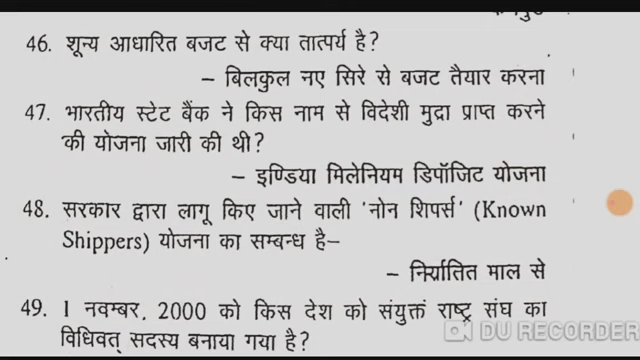 46. शून्य आधारित बजट से क्या तात्पर्य है?
– बिलकुल नए सिरे से बजट तैयार करना
47. भारतीय स्टेट बैंक ने किस नाम से विदेशी मुद्रा प्राप्त करने
की योजना जारी की थी?
– इण्डिया मिलेनियम डिपॉजिट योजना
48. सरकार द्वारा लागू किए जाने वाली 'नोन शिपर्स' (Known
Shippers) योजना का सम्बन्ध है–
– निर्यातित माल से
49. 1 नवम्बर, 2000 को किस देश को संयुक्त राष्ट्र संघ का
विधिवत् सदस्य बनाया गया है?
DU RECORDER